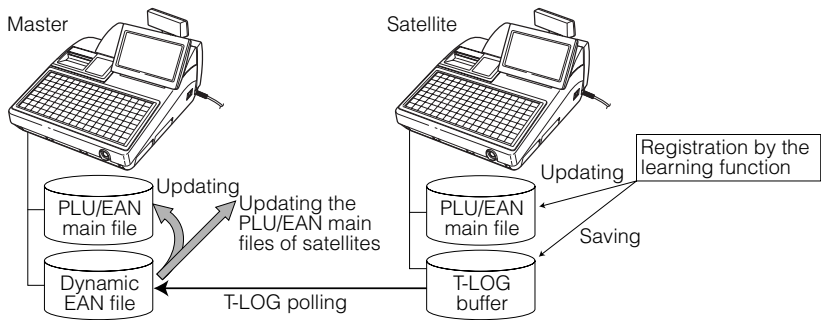 Master
Satellite
Updating
PLU/EAN
main file
Updating the
PLU/EAN main
files of satellites
Dynamic
EAN file
T-LOG polling
Registration by the
learning function
Updating
PLU/EAN
main file
Saving
T-LOG
buffer